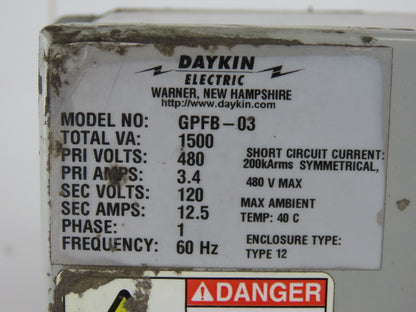 DAYKIN
ELECTRIC
WARNER, NEW HAMPSHIRE
http://www.daykin.com
MODEL NO: GPFB-03
TOTAL VA: 1500
PRI VOLTS: 480
PRI AMPS: 3.4
SEC VOLTS: 120
SEC AMPS: 12.5
PHASE: 1
FREQUENCY: 60 Hz
SHORT CIRCUIT CURRENT:
200kArms SYMMETRICAL,
480 V MAX
MAX AMBIENT
TEMP: 40 C
ENCLOSURE TYPE:
TYPE 12
DANGER